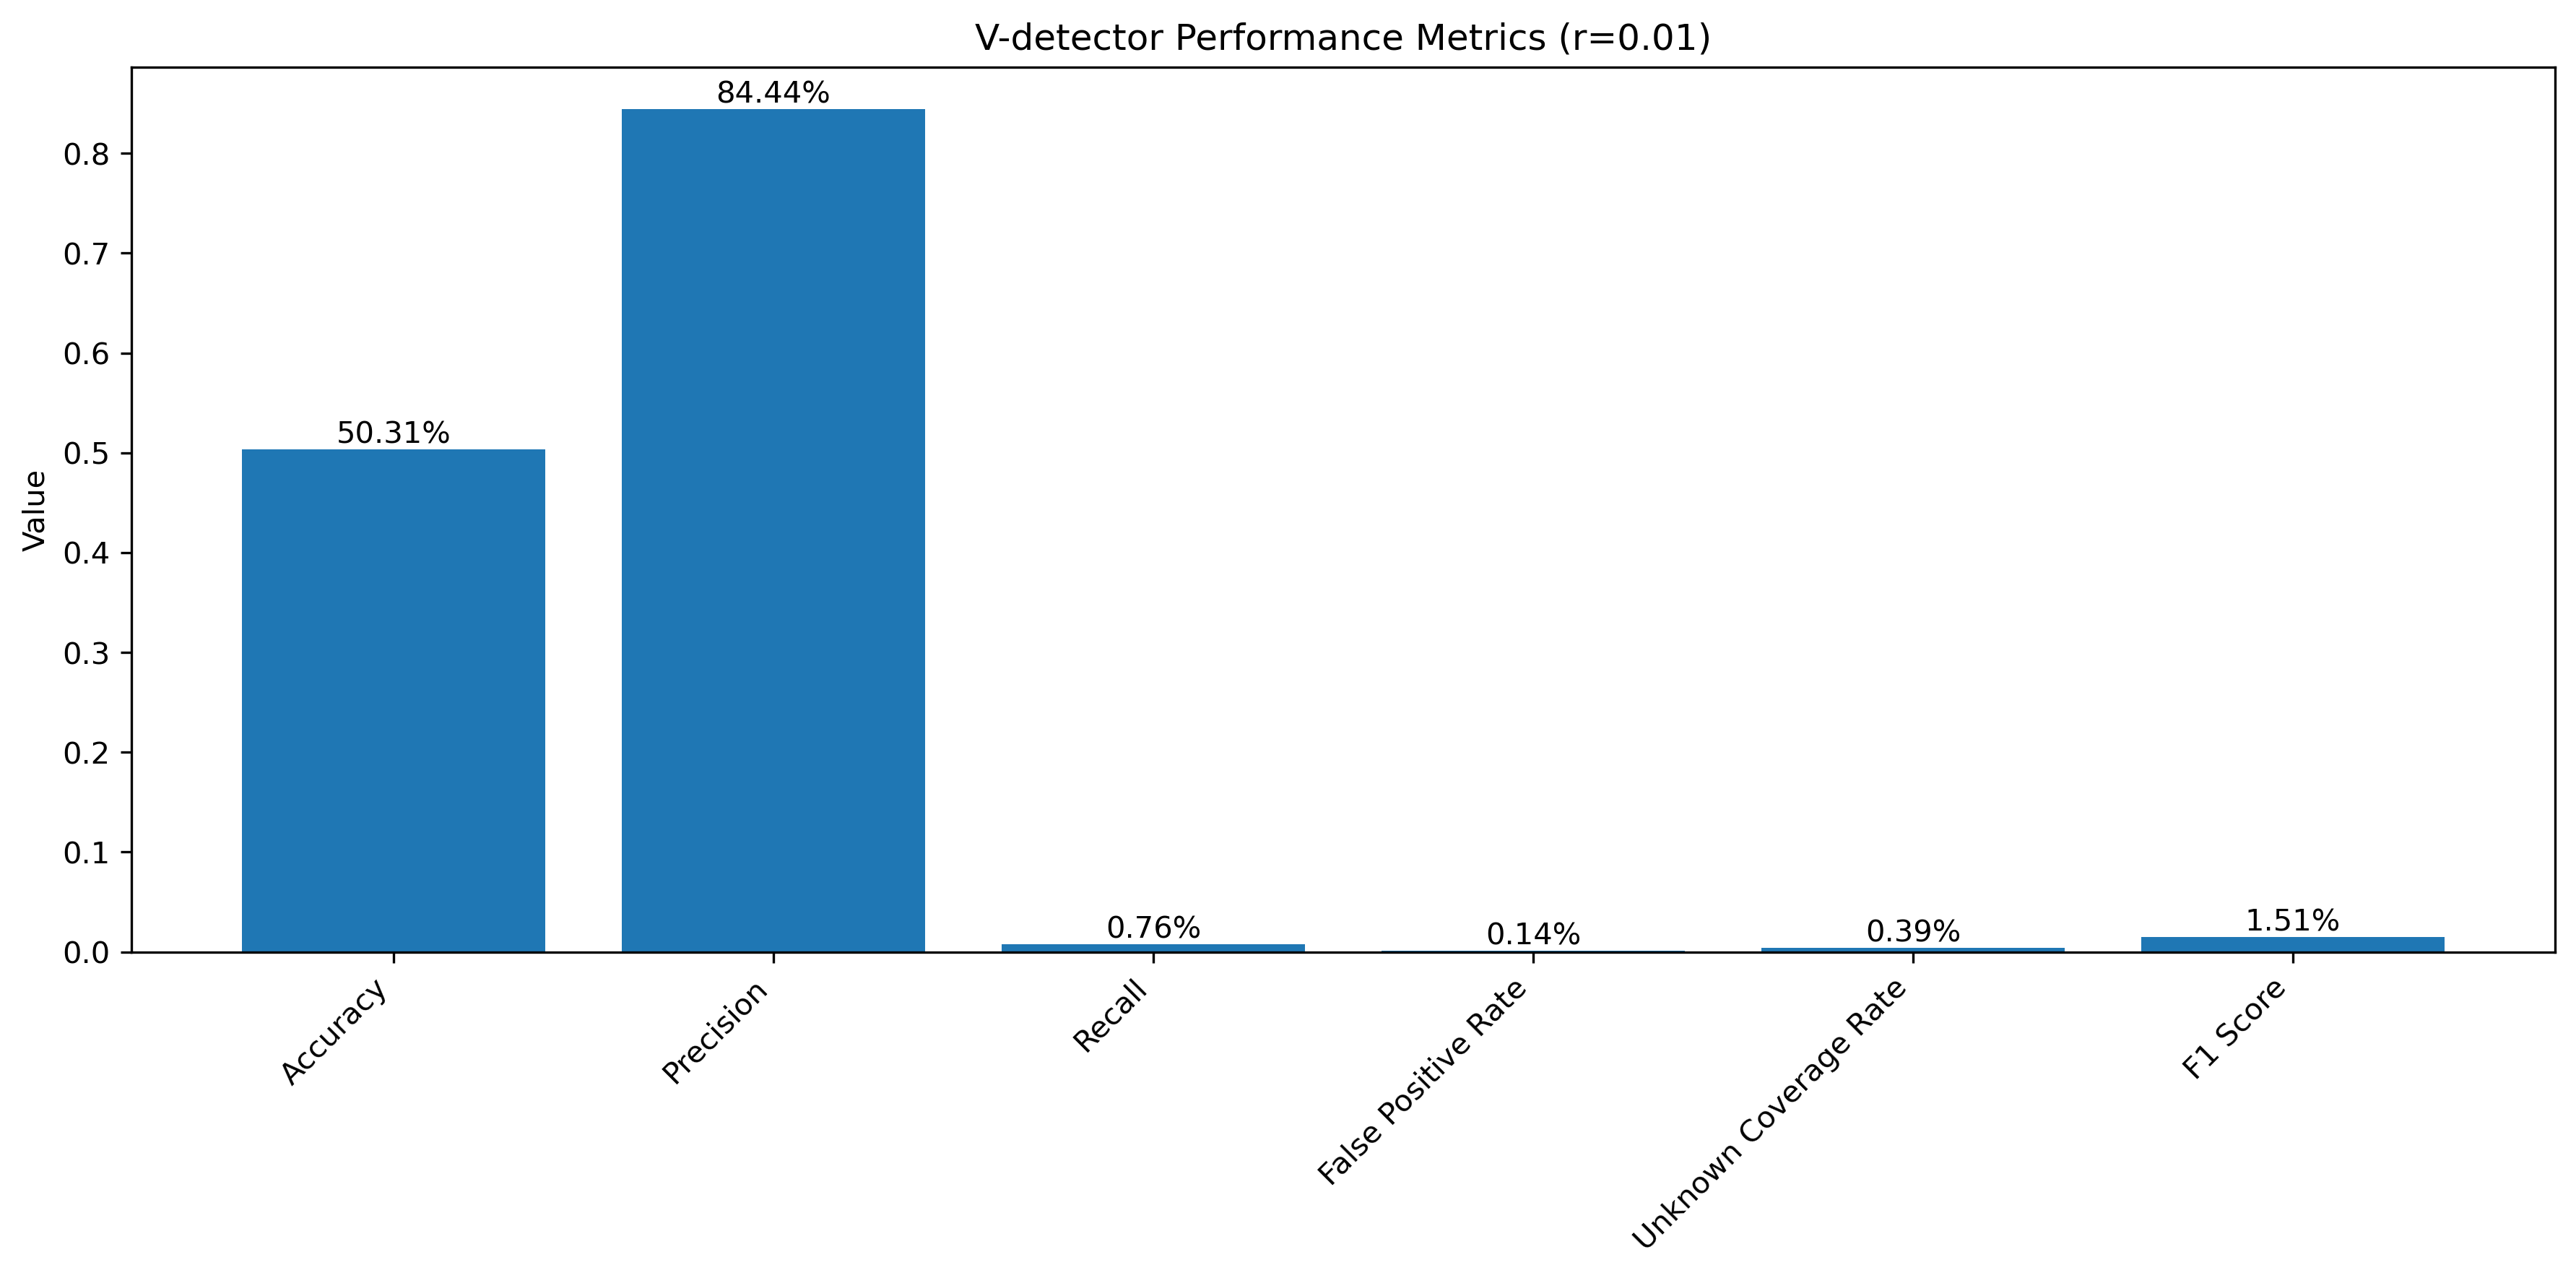 V-detector Performance Metrics (r=0.01)
Value
0.8
0.7
0.6
0.5
0.4
0.3
0.2
0.1
0.0
50.31%
84.44%
0.76%
0.14%
0.39%
1.51%
Accuracy
Precision
Recall
False Positive Rate
Unknown Coverage Rate
F1 Score